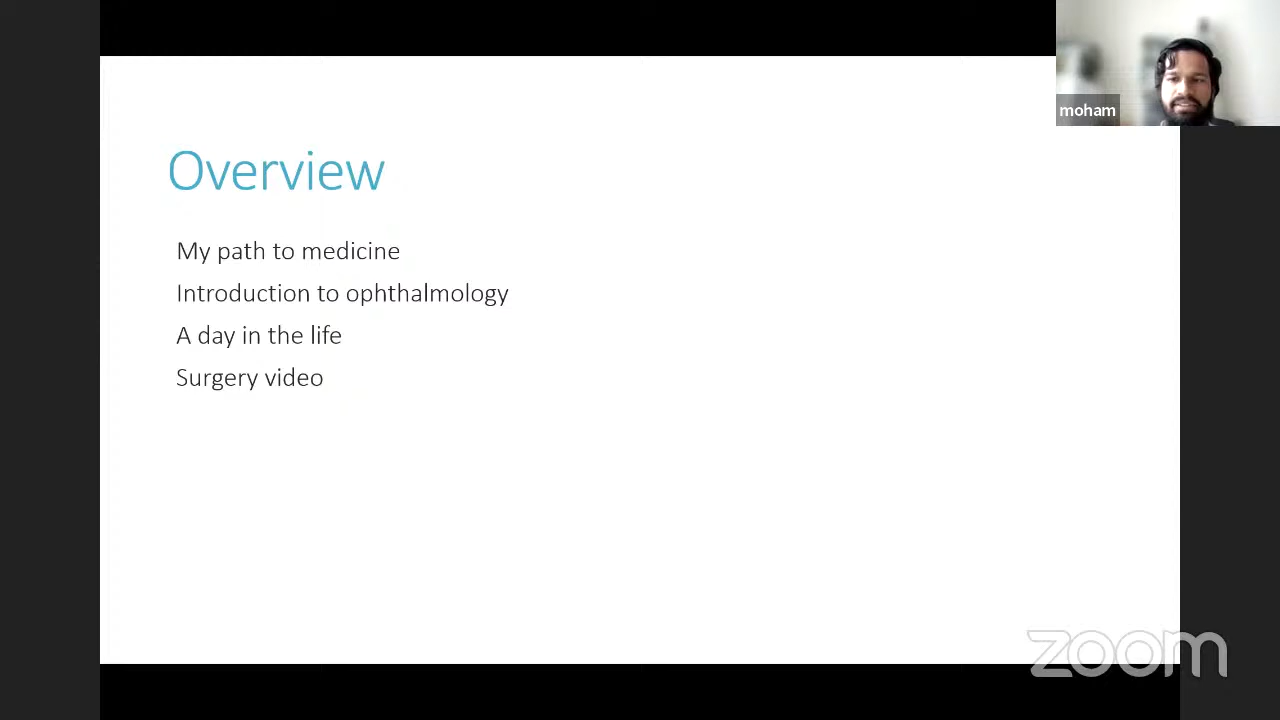 moham
Overview
My path to medicine
Introduction to ophthalmology
A day in the life
Surgery video
zoom